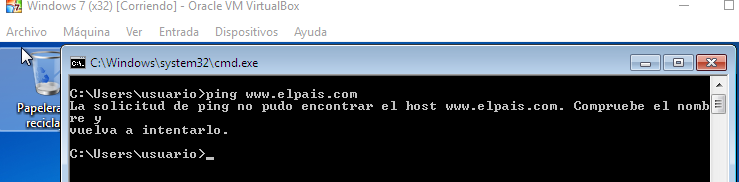 Windows 7 (x32) [Corriendo] - Oracle VM VirtualBox
Archivo Máquina Ver Entrada Dispositivos Ayuda
C:\Windows\system32\cmd.exe
C:\Users\usuario>ping www.elpais.com
La solicitud de ping no pudo encontrar el host www.elpais.com. Compruebe el nomb
re y
vuelva a intentarlo.
C:\Users\usuario>_
Papelera
recicla